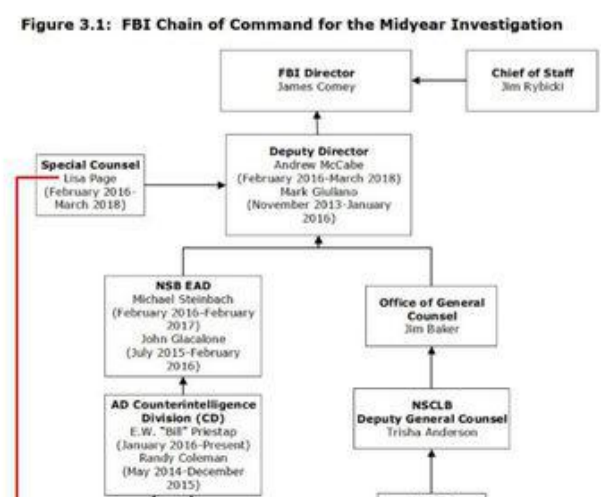 Figure 3.1: FBI Chain of Command for the Midyear Investigation
FBI Director
James Comey
Chief of Staff
Jim Rybicki
Deputy Director
Andrew McCabe
(February 2016-March 2018)
Mark Giuliano
(November 2013-January
2016)
Special Counsel
Lisa Page
(February 2016-
March 2018)
NSB EAD
Michael Steinbach
(February 2016-February
2017)
John Giacalone
(July 2015-February
2016)
Office of General
Counsel
Jim Baker
AD Counterintelligence
Division (CD)
E.W. "Bill" Priestap
(January 2016-Present)
Randy Coleman
(May 2014-December
2015)
NSCLB
Deputy General Counsel
Trisha Anderson